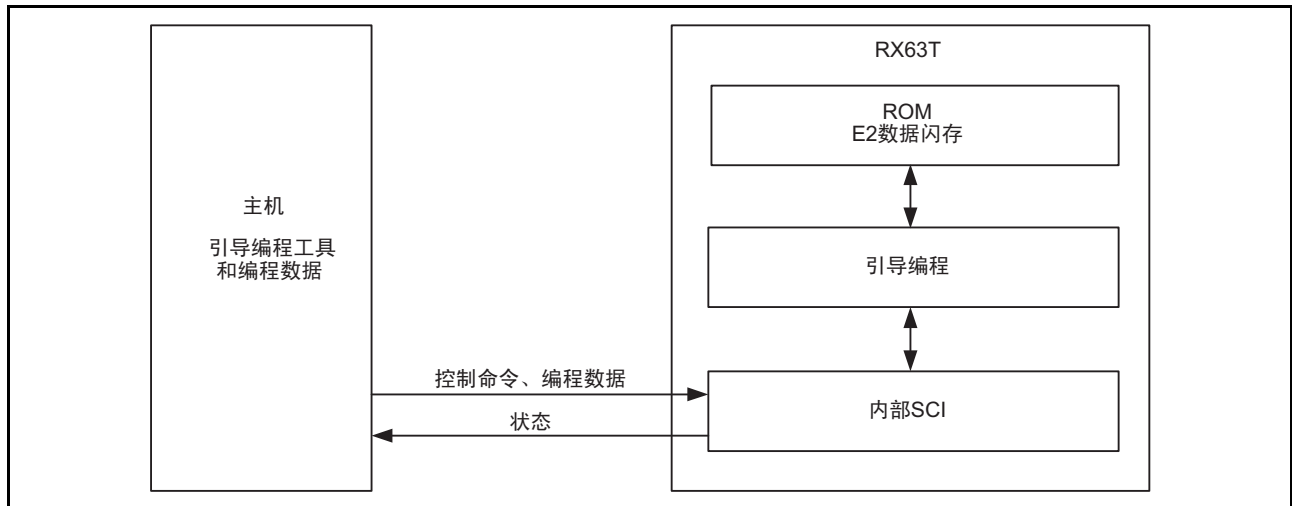 主机
引导编程工具
和编程数据
控制命令、编程数据
状态
RX63T
ROM
E2数据闪存
引导编程
内部SCI